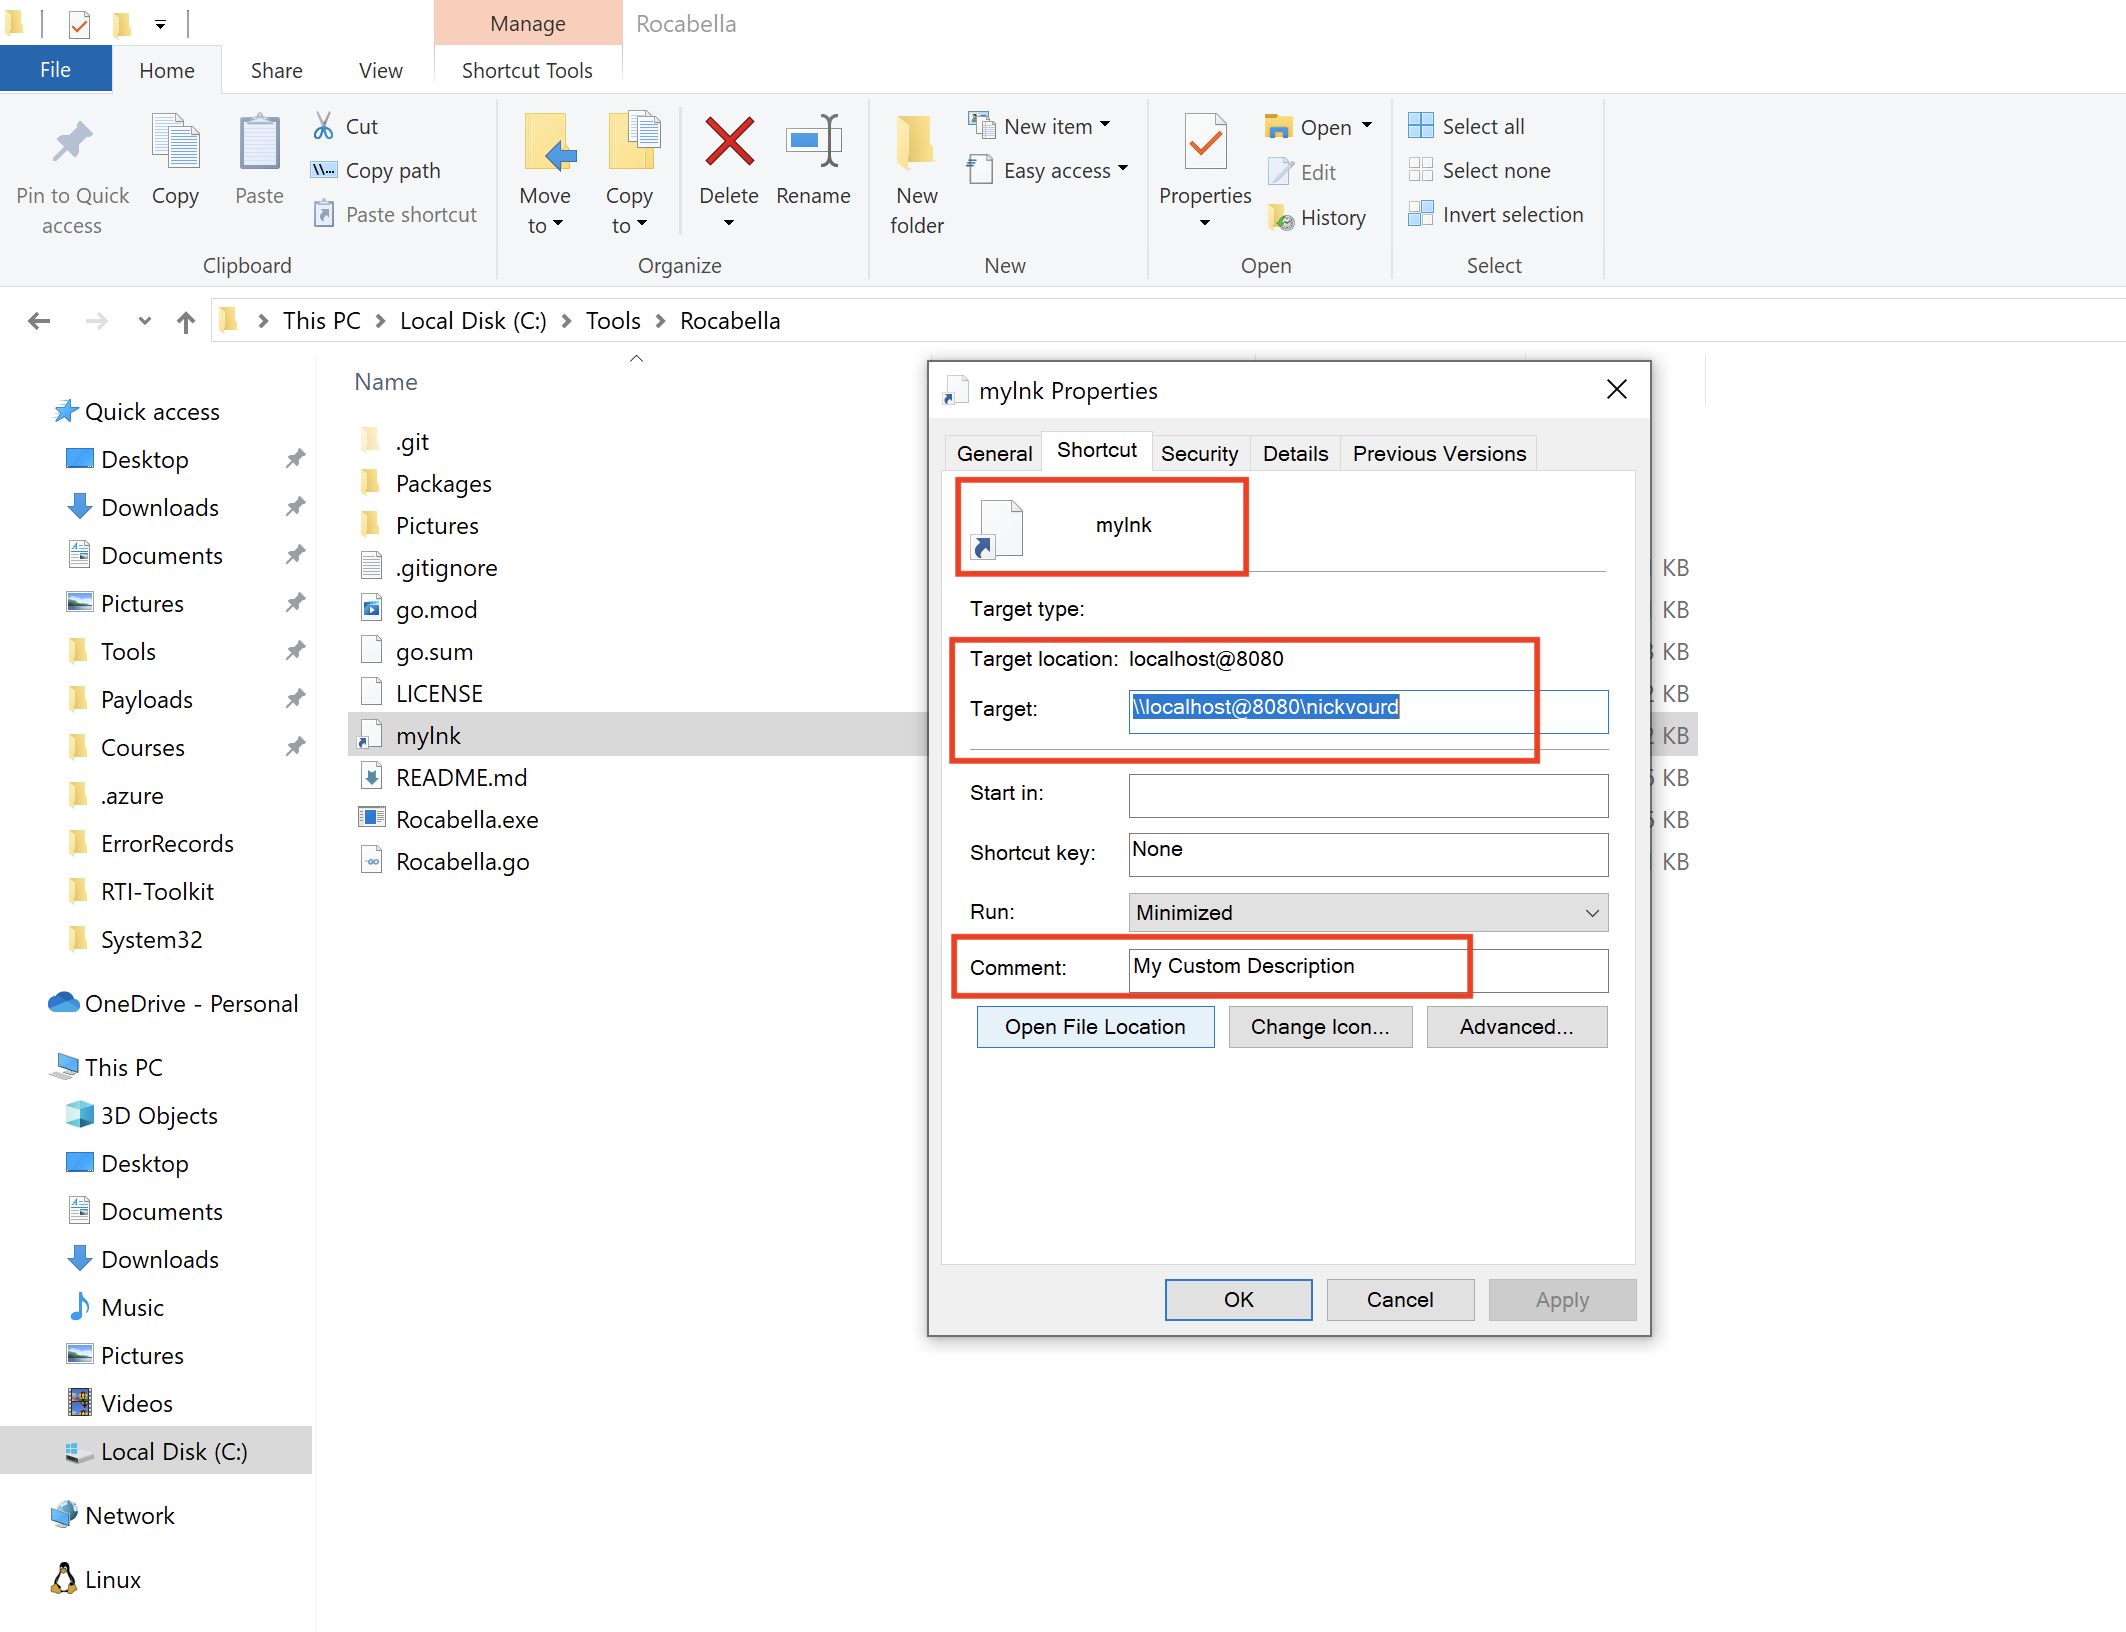 Manage
Rocabella
File
Home
Share
View
Shortcut Tools
Pin to Quick
access
Copy
Paste
Cut
Copy path
Paste shortcut
Clipboard
Move
to
Copy
to
Delete
Rename
Organize
New
folder
New item
Easy access
New
Properties
Open
Edit
History
Open
Select all
Select none
Invert selection
Select
This PC
Local Disk (C:)
Tools
Rocabella
Quick access
Desktop
Downloads
Documents
Pictures
Tools
Payloads
Courses
.azure
ErrorRecords
RTI-Toolkit
System32
OneDrive - Personal
This PC
3D Objects
Desktop
Documents
Downloads
Music
Pictures
Videos
Local Disk (C:)
Network
Linux
Name
.git
Packages
Pictures
.gitignore
go.mod
go.sum
LICENSE
mylnk
README.md
Rocabella.exe
Rocabella.go
KB
KB
KB
KB
KB
KB
KB
KB
mylnk Properties
General
Shortcut
Security
Details
Previous Versions
mylnk
Target type:
Target location: localhost@8080
Target: \\localhost@8080\nickvourd
Start in:
Shortcut key: None
Run: Minimized
Comment: My Custom Description
Open File Location
Change Icon...
Advanced...
OK
Cancel
Apply